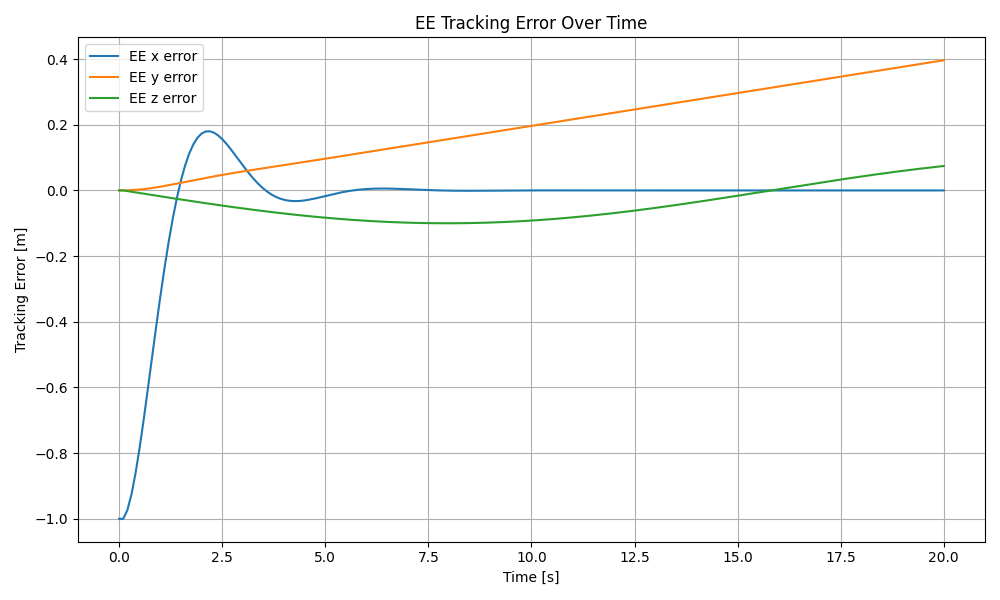 EE Tracking Error Over Time
EE x error
EE y error
EE z error
Tracking Error [m]
0.4
0.2
0.0
−0.2
−0.4
−0.6
−0.8
−1.0
0.0 2.5 5.0 7.5 10.0 12.5 15.0 17.5 20.0
Time [s]